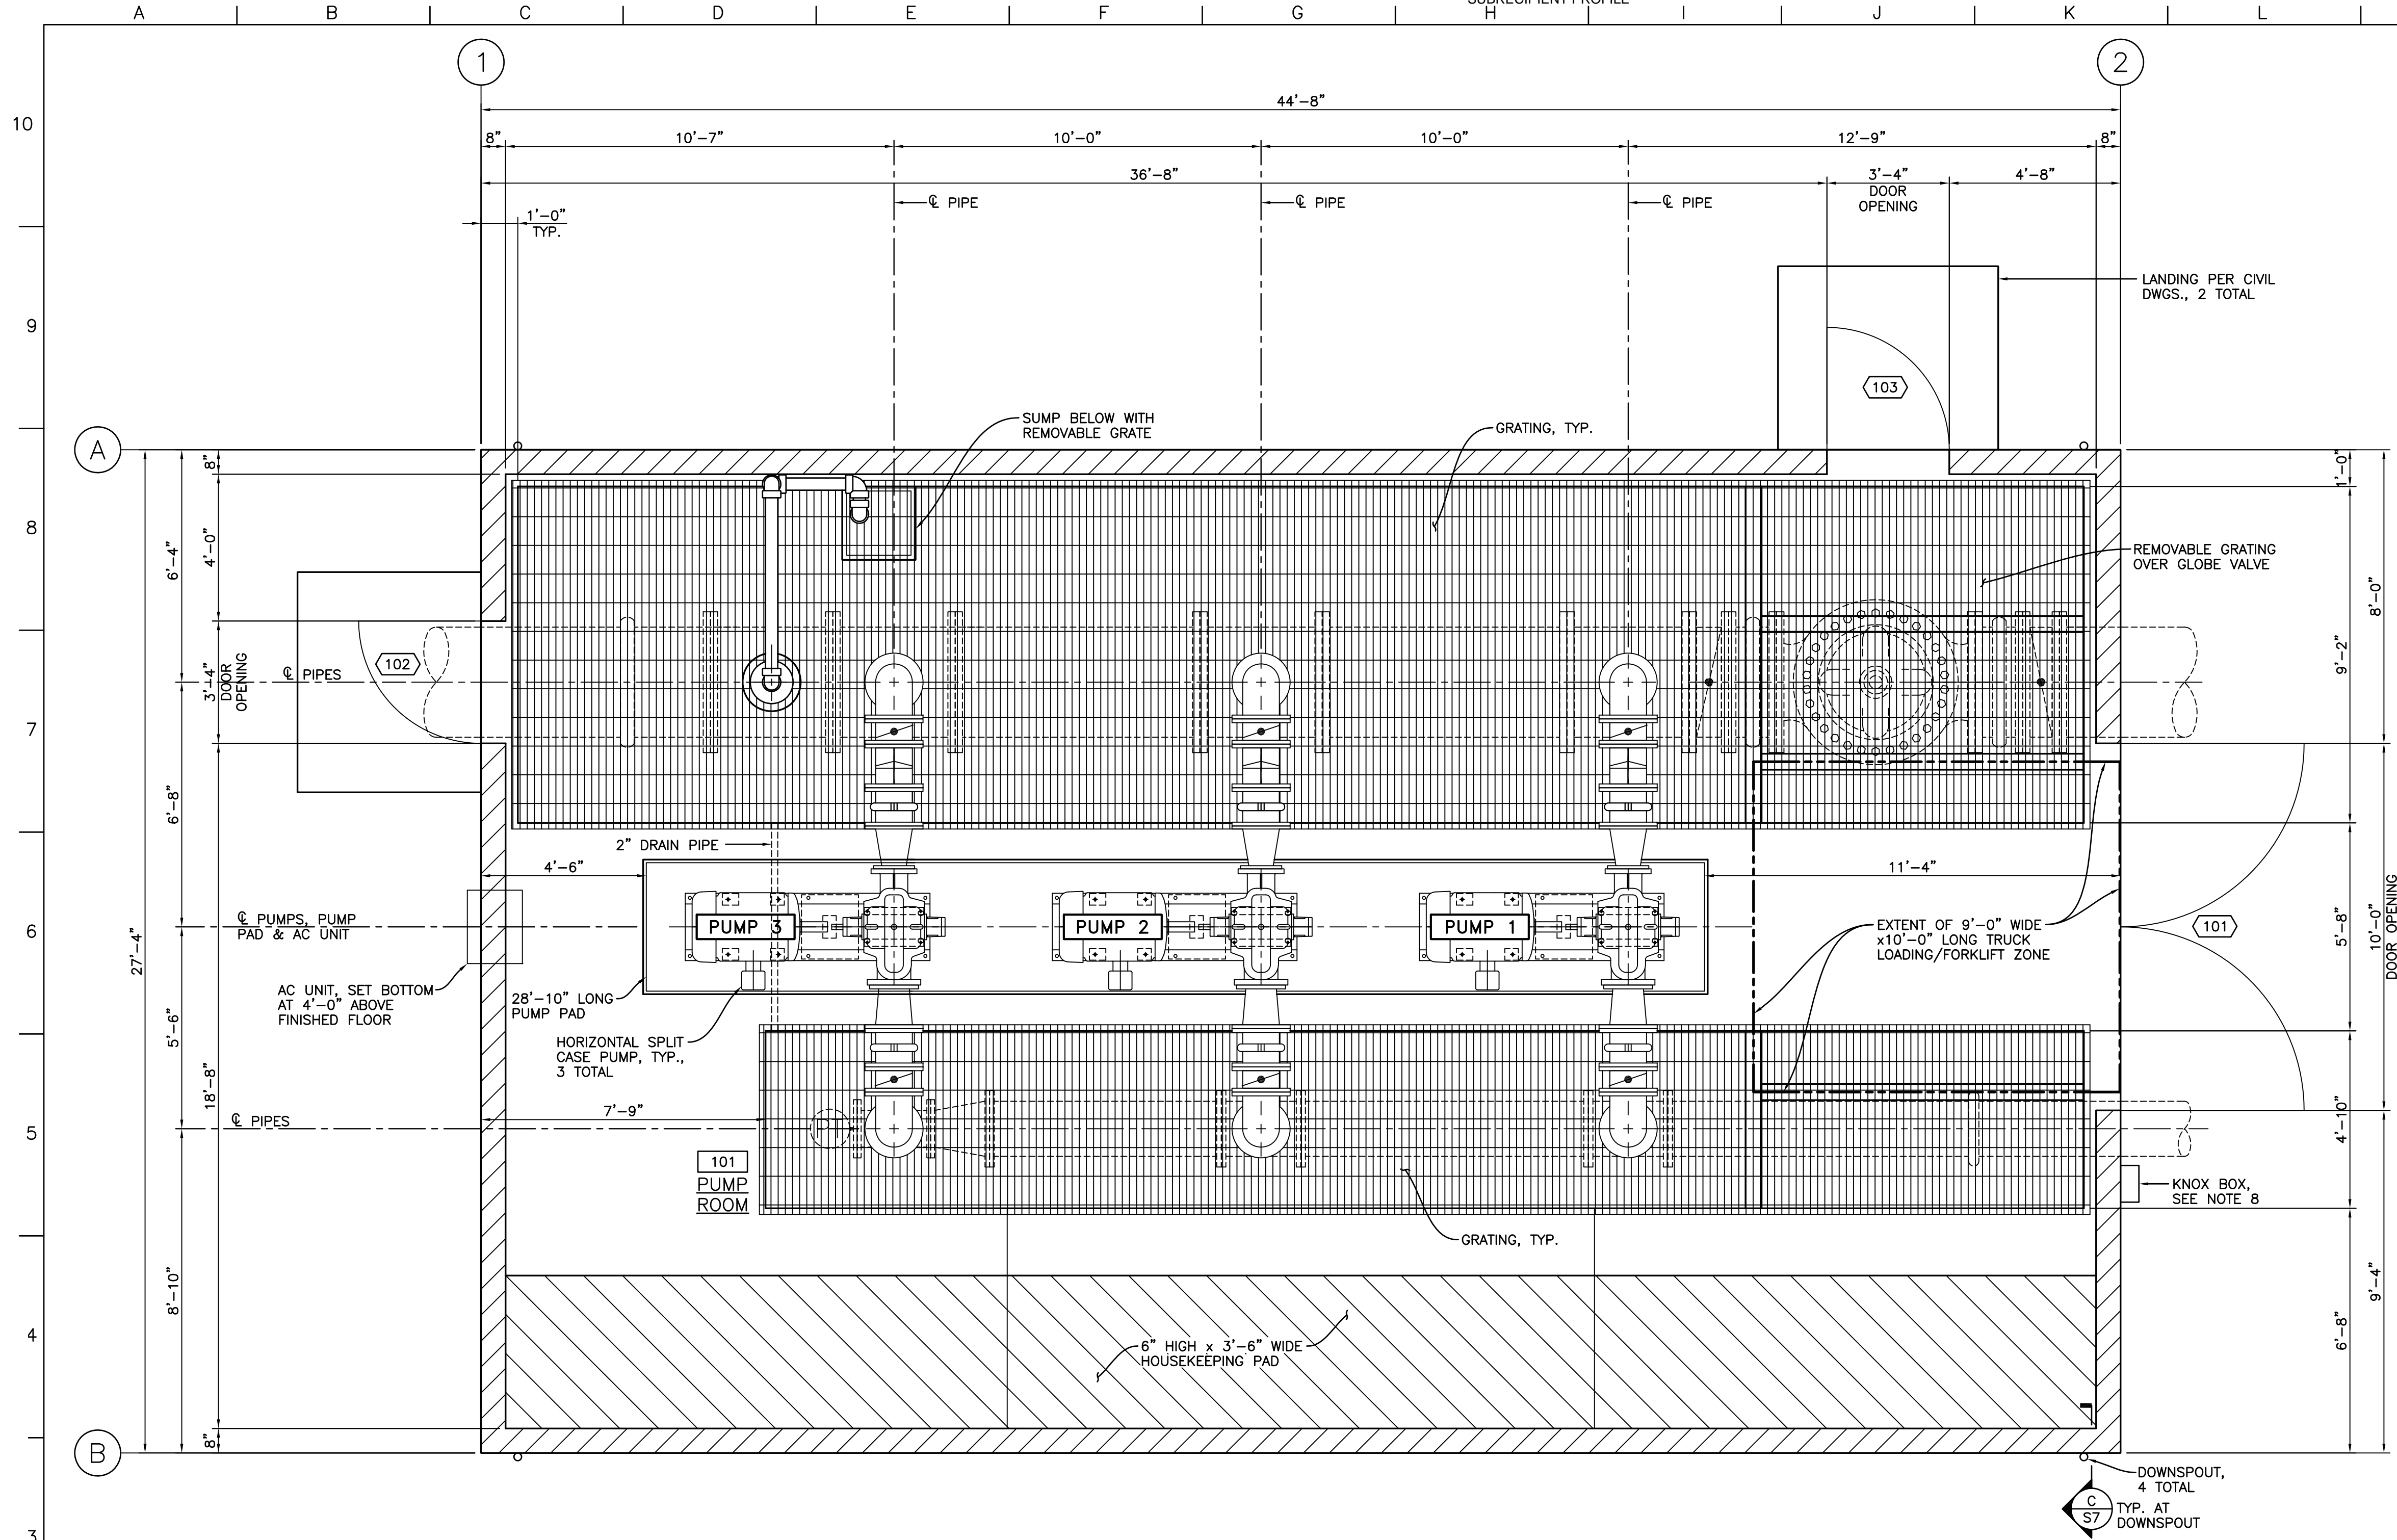 SUBRECIPIENT PROFILE
A B C D E F G H I J K L
1 2
44'-8"
10
8" 10'-7" 10'-0" 10'-0" 12'-9" 8"
36'-8" 3'-4" 4'-8"
DOOR
OPENING
℄ PIPE ℄ PIPE ℄ PIPE
1'-0"
TYP.
LANDING PER CIVIL
DWGS., 2 TOTAL
9
103
SUMP BELOW WITH
REMOVABLE GRATE
GRATING, TYP.
A
8"
1'-0"
8
6'-4"
4'-0"
REMOVABLE GRATING
OVER GLOBE VALVE
8'-0"
9'-2"
3'-4"
DOOR
OPENING
℄ PIPES
102
7
6'-8"
2" DRAIN PIPE
4'-6"
11'-4"
℄ PUMPS, PUMP
PAD & AC UNIT
6
27'-4"
PUMP 3
PUMP 2
PUMP 1
EXTENT OF 9'-0" WIDE
x10'-0" LONG TRUCK
LOADING/FORKLIFT ZONE
101
5'-8"
10'-0"
DOOR OPENING
AC UNIT, SET BOTTOM
AT 4'-0" ABOVE
FINISHED FLOOR
28'-10" LONG
PUMP PAD
5'-6"
HORIZONTAL SPLIT
CASE PUMP, TYP.,
3 TOTAL
18'-8"
7'-9"
℄ PIPES
5
4'-10"
101
PUMP
ROOM
KNOX BOX,
SEE NOTE 8
GRATING, TYP.
8'-10"
9'-4"
4
6" HIGH x 3'-6" WIDE
HOUSEKEEPING PAD
6'-8"
8"
B
DOWNSPOUT,
4 TOTAL
C
S7
TYP. AT
DOWNSPOUT
3